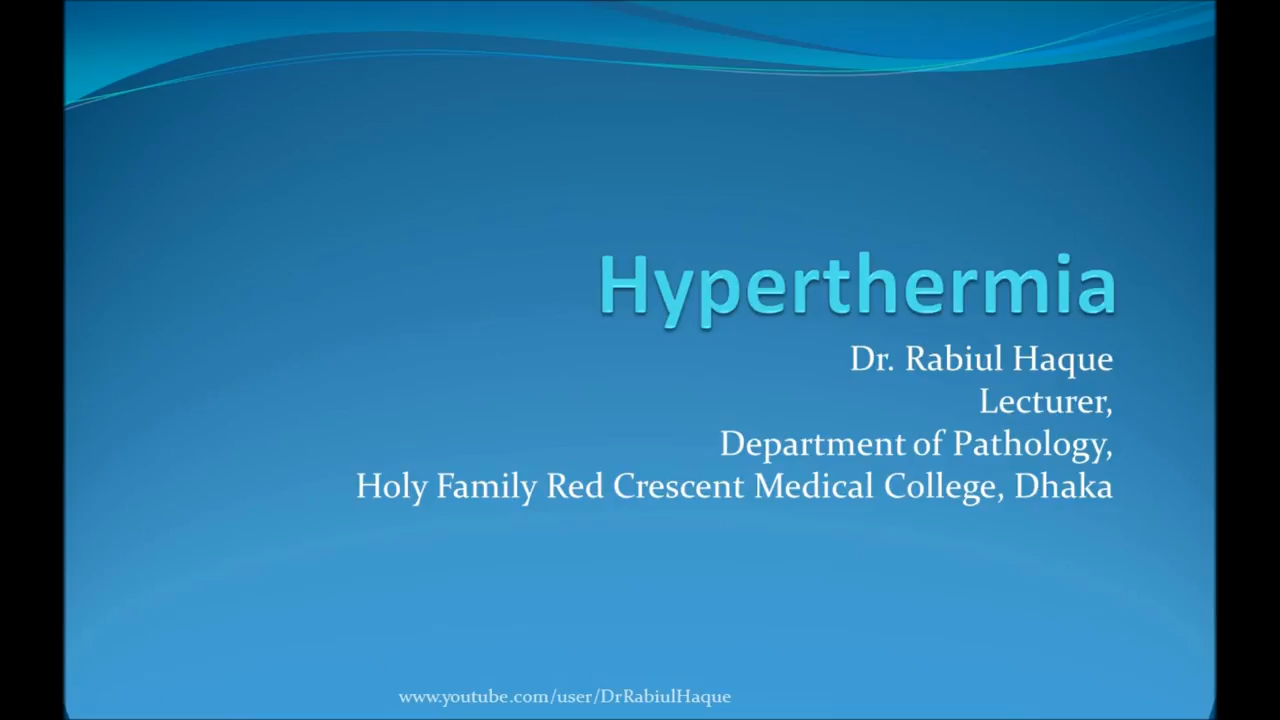 Hyperthermia
Dr. Rabiul Haque
Lecturer,
Department of Pathology,
Holy Family Red Crescent Medical College, Dhaka
www.youtube.com/user/DrRabiulHaque